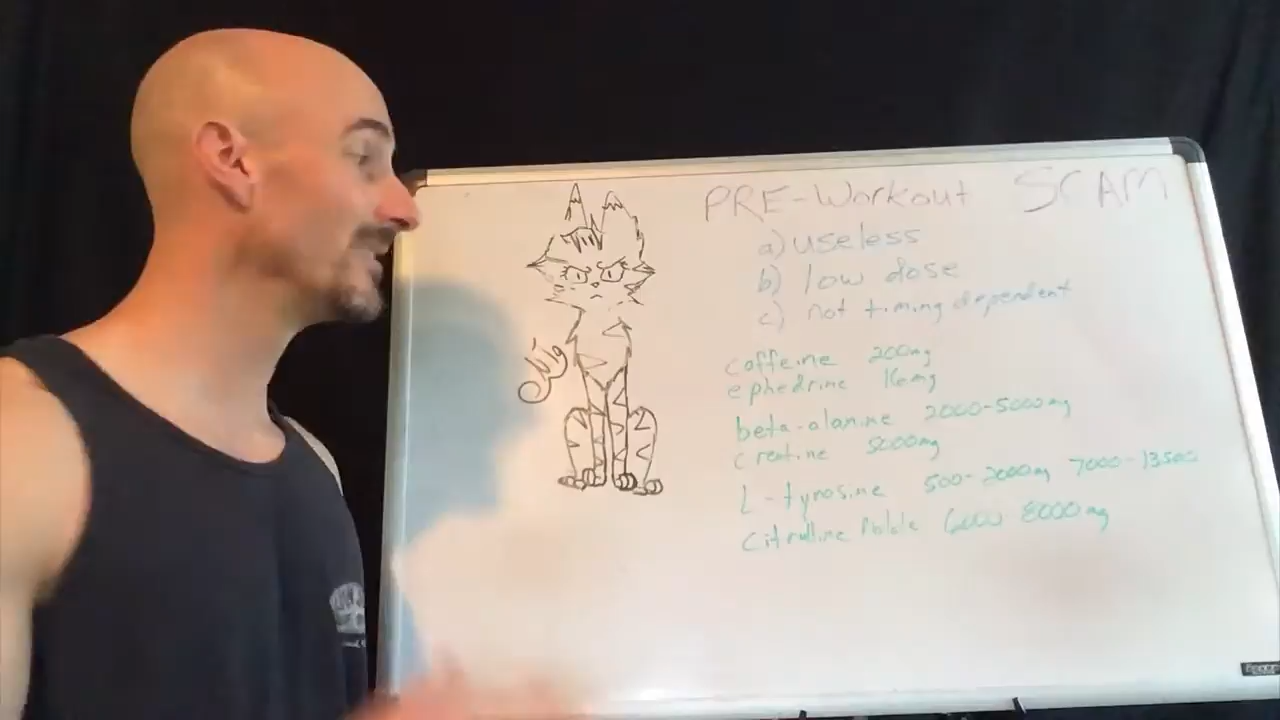 PRE-Workout SCAM
a) useless
b) low dose
c) not timing dependent
caffeine 200mg
ephedrine 16mg
beta-alanine 2000-5000mg
creatine 5000mg
L-tyrosine 500-2000mg 7000-13500
citrulline 6000 8000mg